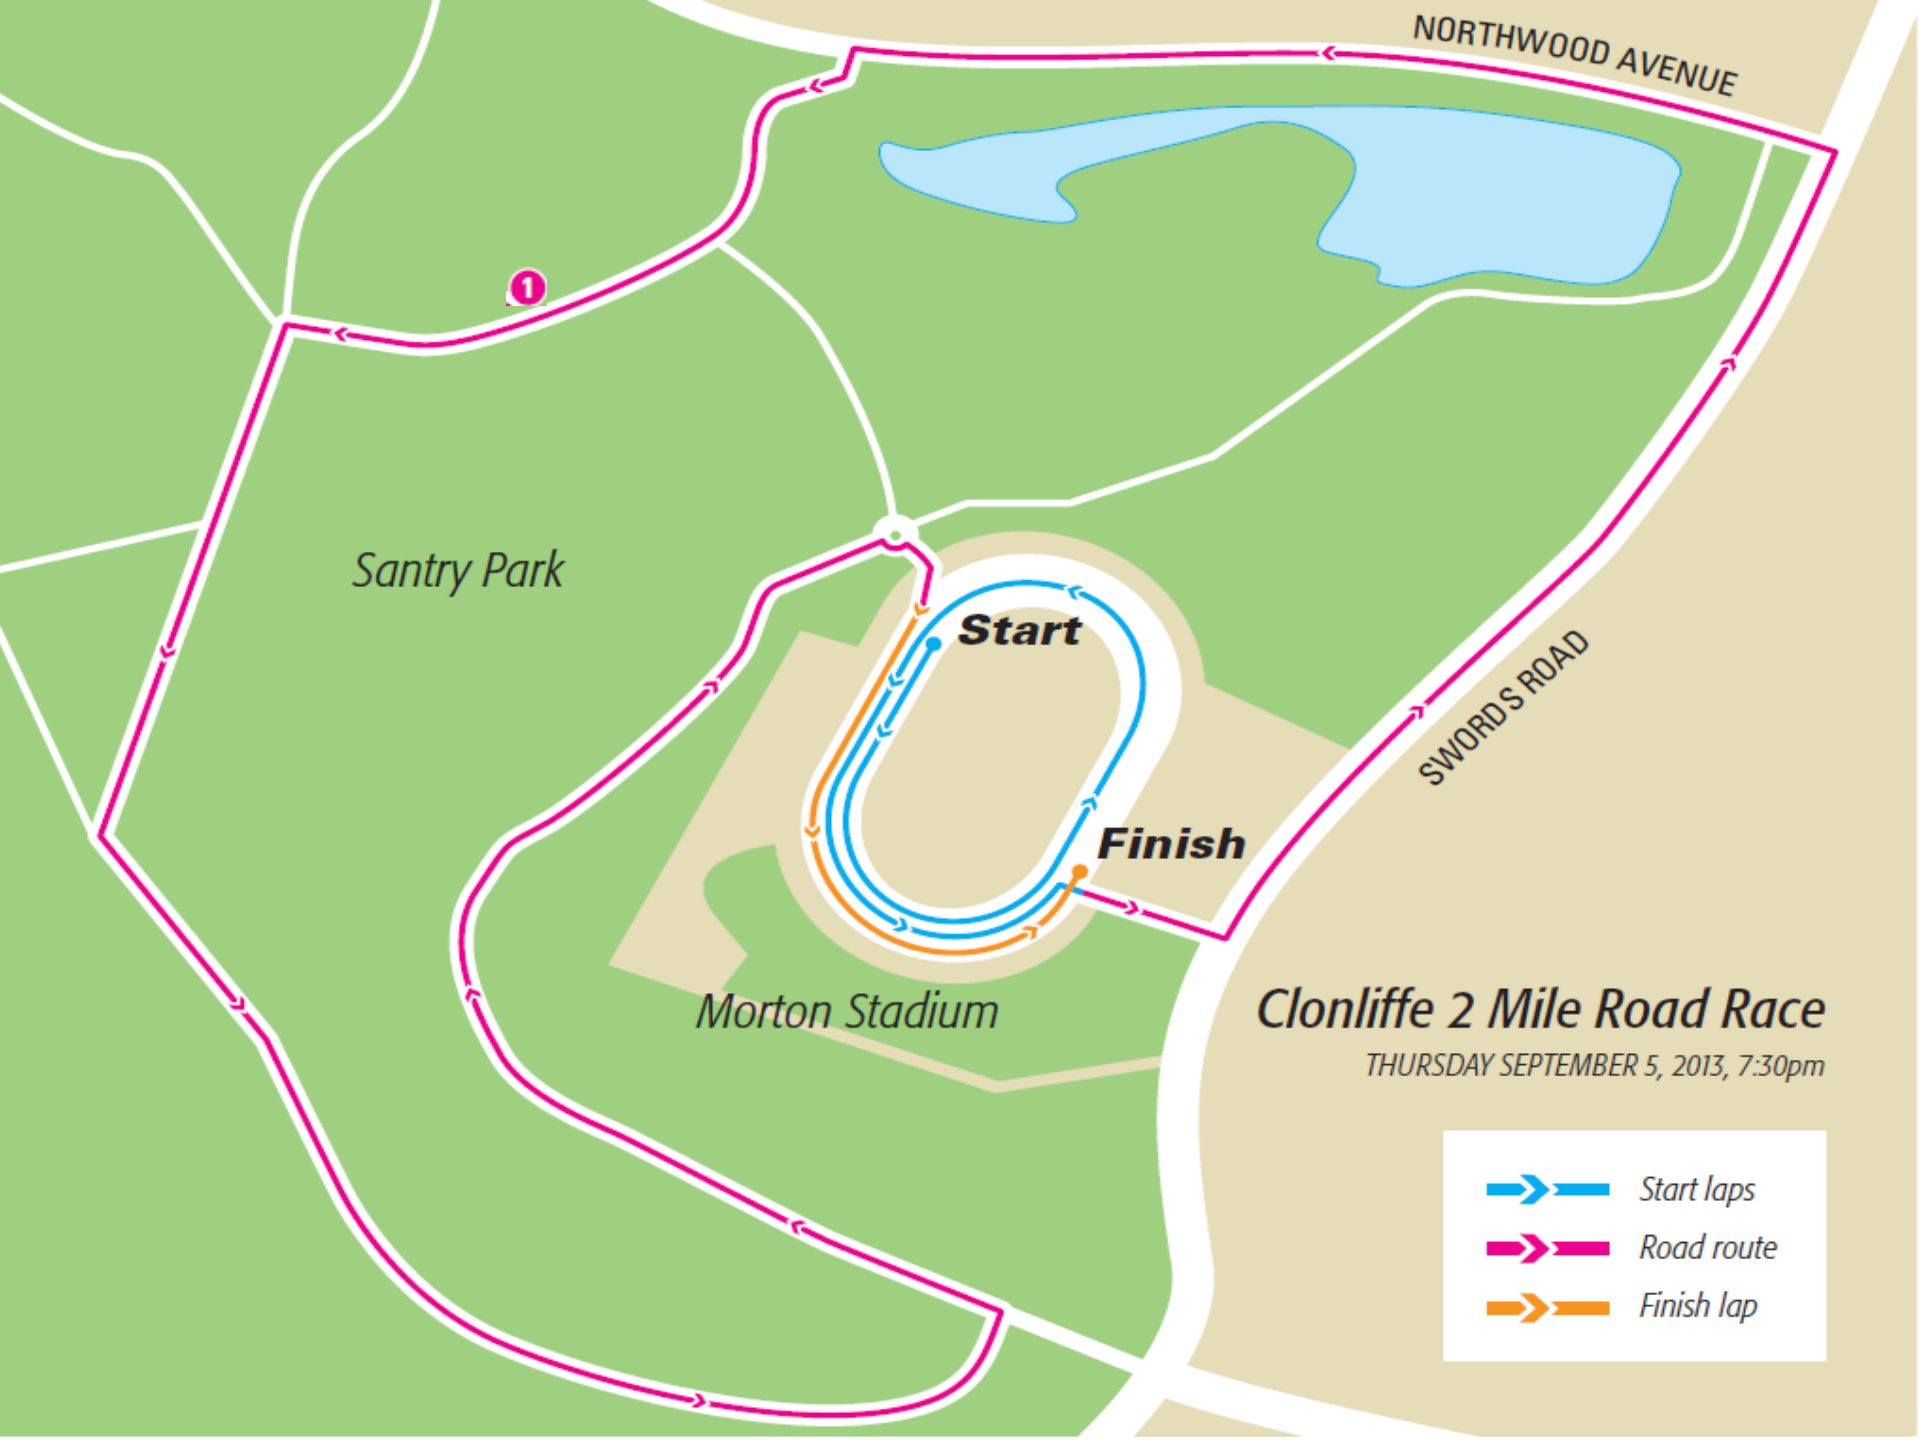 NORTHWOOD AVENUE
1
Santry Park
Start
SWORDS ROAD
Finish
Morton Stadium
Clonliffe 2 Mile Road Race
THURSDAY SEPTEMBER 5, 2013, 7:30pm
Start laps
Road route
Finish lap